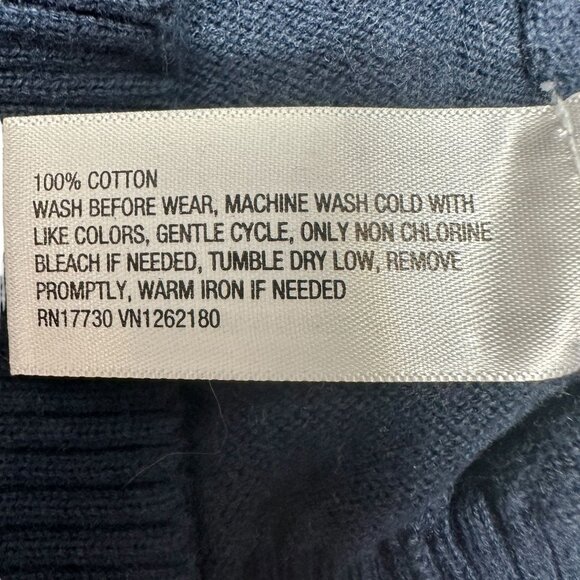 100% COTTON
WASH BEFORE WEAR, MACHINE WASH COLD WITH
LIKE COLORS, GENTLE CYCLE, ONLY NON CHLORINE
BLEACH IF NEEDED, TUMBLE DRY LOW, REMOVE
PROMPTLY, WARM IRON IF NEEDED
RN17730 VN1262180